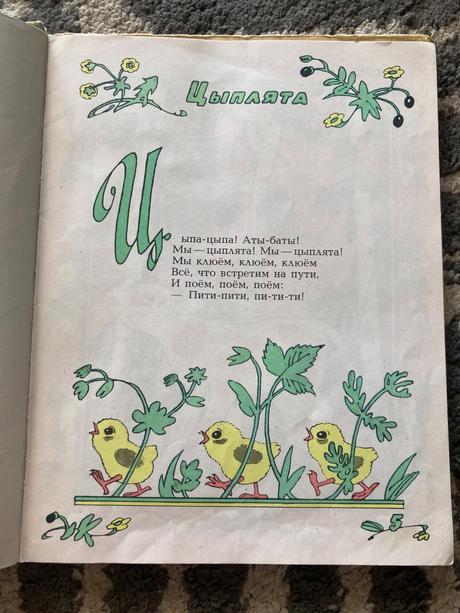 Цыплята
Цыпа-цыпа! Аты-баты!
Мы — цыплята! Мы — цыплята!
Мы клюём, клюём, клюём
Всё, что встретим на пути,
И поём, поём, поём:
— Пити-пити, пи-ти-ти!
5